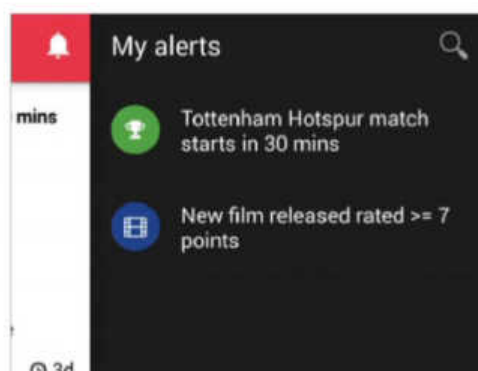 My alerts
mins
Tottenham Hotspur match
starts in 30 mins
New film released rated >= 7
points
3d